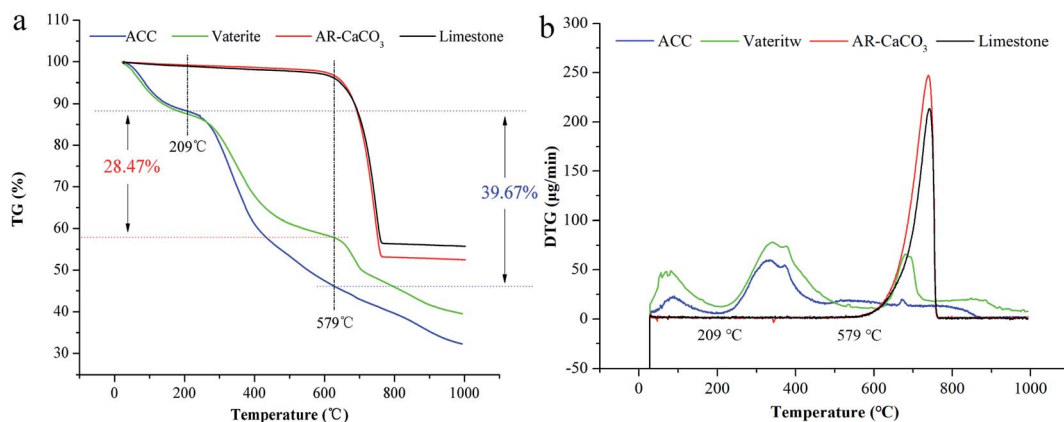 a
ACC Vaterite AR-CaCO₃ Limestone
TG (%)
110
100
90
80
70
60
50
40
30
209℃
28.47%
39.67%
579℃
0 200 400 600 800 1000
Temperature (℃)
b
ACC Vateritw AR-CaCO₃ Limestone
DTG (μg/min)
300
250
200
150
100
50
0
-50
209 ℃
579 ℃
0 200 400 600 800 1000
Temperature (℃)